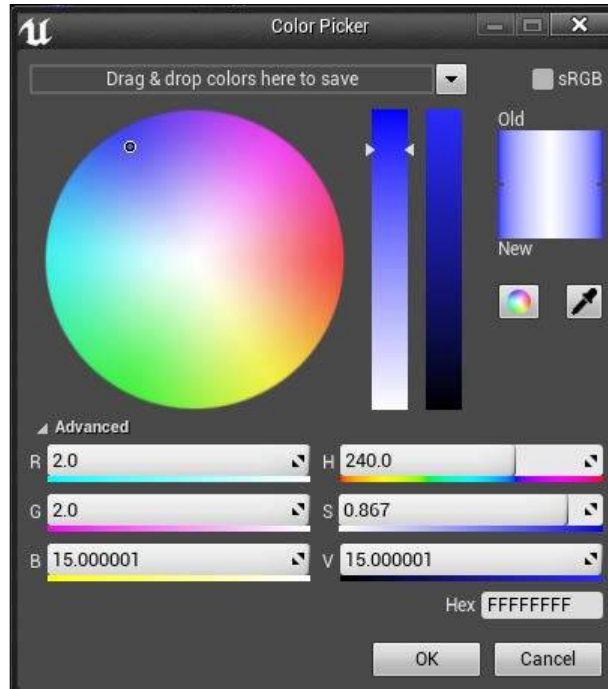 Color Picker
Drag & drop colors here to save
sRGB
Old
New
Advanced
R 2.0 H 240.0
G 2.0 S 0.867
B 15.000001 V 15.000001
Hex FFFFFFFF
OK Cancel